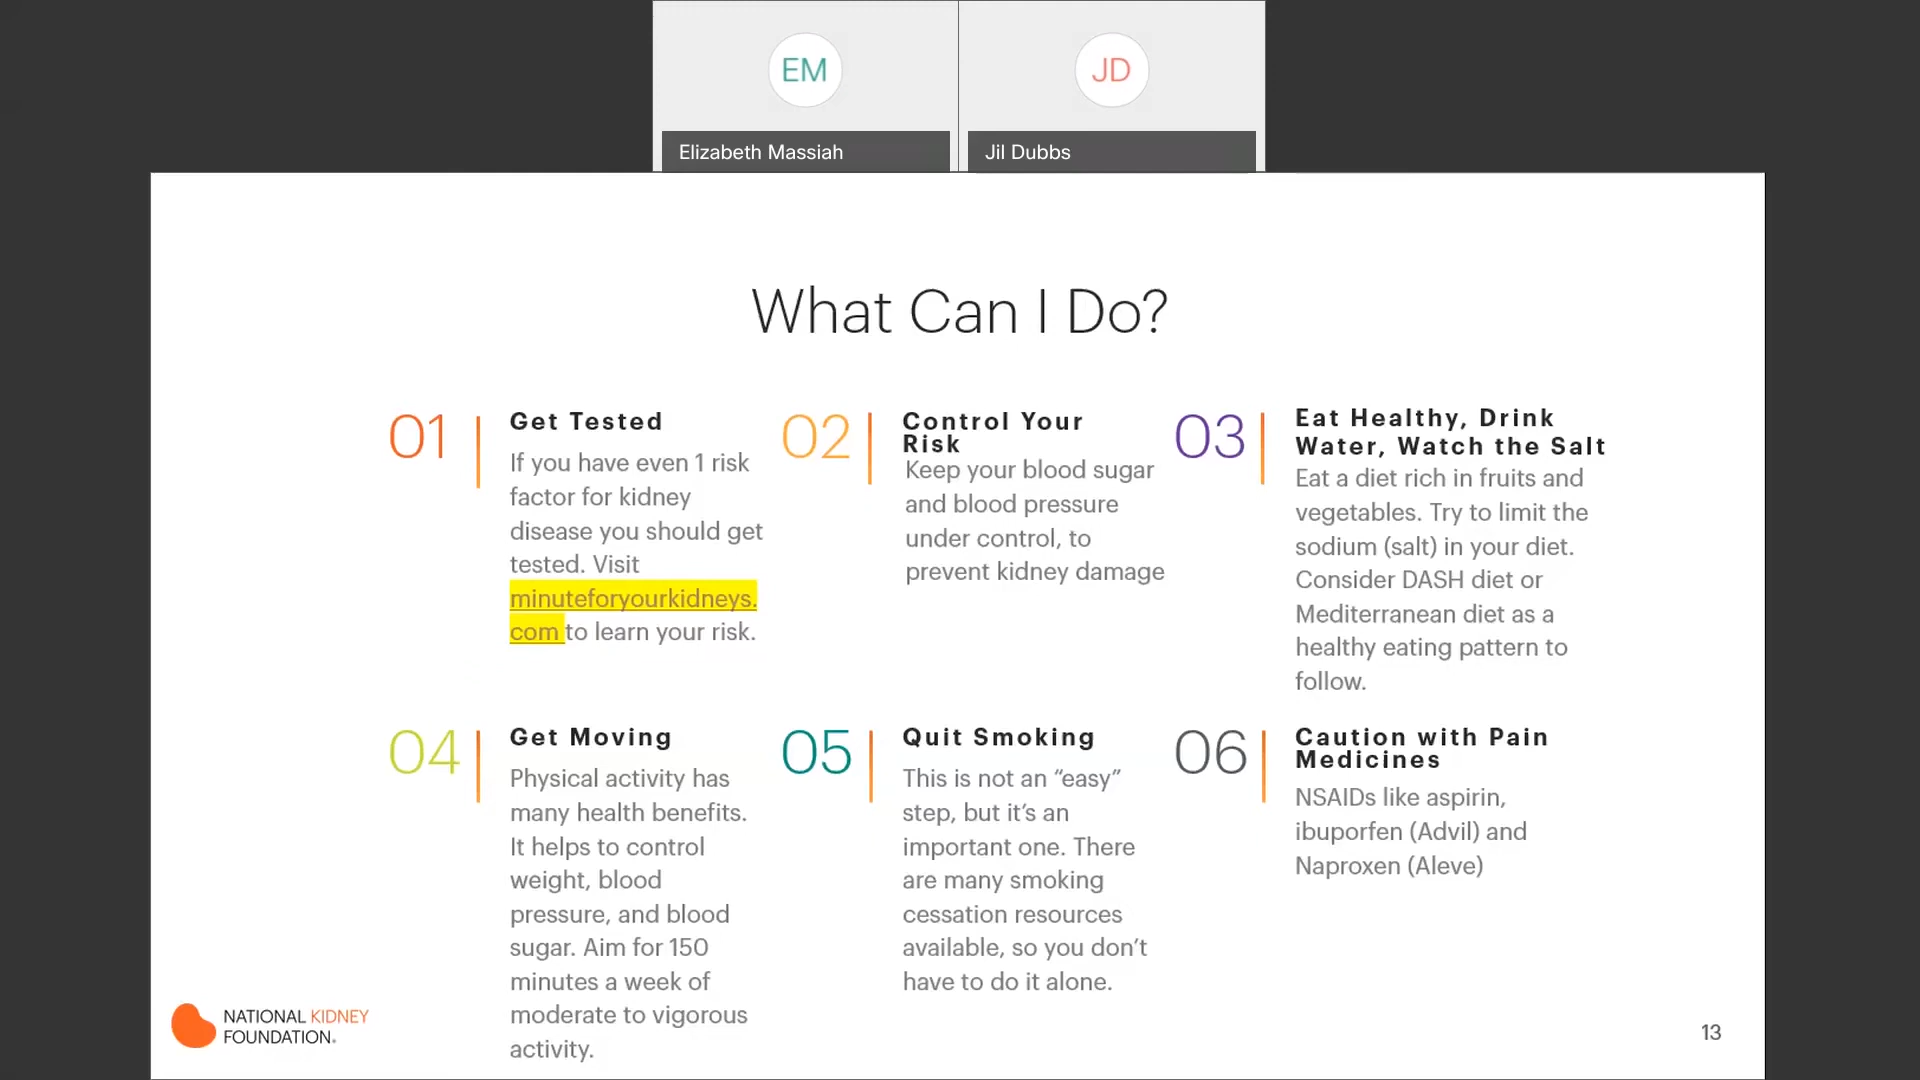 EM
JD
Elizabeth Massiah
Jil Dubbs
What Can I Do?
01
Get Tested
If you have even 1 risk
factor for kidney
disease you should get
tested. Visit
minuteforyourkidneys.
com to learn your risk.
02
Control Your
Risk
Keep your blood sugar
and blood pressure
under control, to
prevent kidney damage
03
Eat Healthy, Drink
Water, Watch the Salt
Eat a diet rich in fruits and
vegetables. Try to limit the
sodium (salt) in your diet.
Consider DASH diet or
Mediterranean diet as a
healthy eating pattern to
follow.
04
Get Moving
Physical activity has
many health benefits.
It helps to control
weight, blood
pressure, and blood
sugar. Aim for 150
minutes a week of
moderate to vigorous
activity.
05
Quit Smoking
This is not an “easy”
step, but it’s an
important one. There
are many smoking
cessation resources
available, so you don’t
have to do it alone.
06
Caution with Pain
Medicines
NSAIDs like aspirin,
ibuporfen (Advil) and
Naproxen (Aleve)
NATIONAL KIDNEY
FOUNDATION®
13